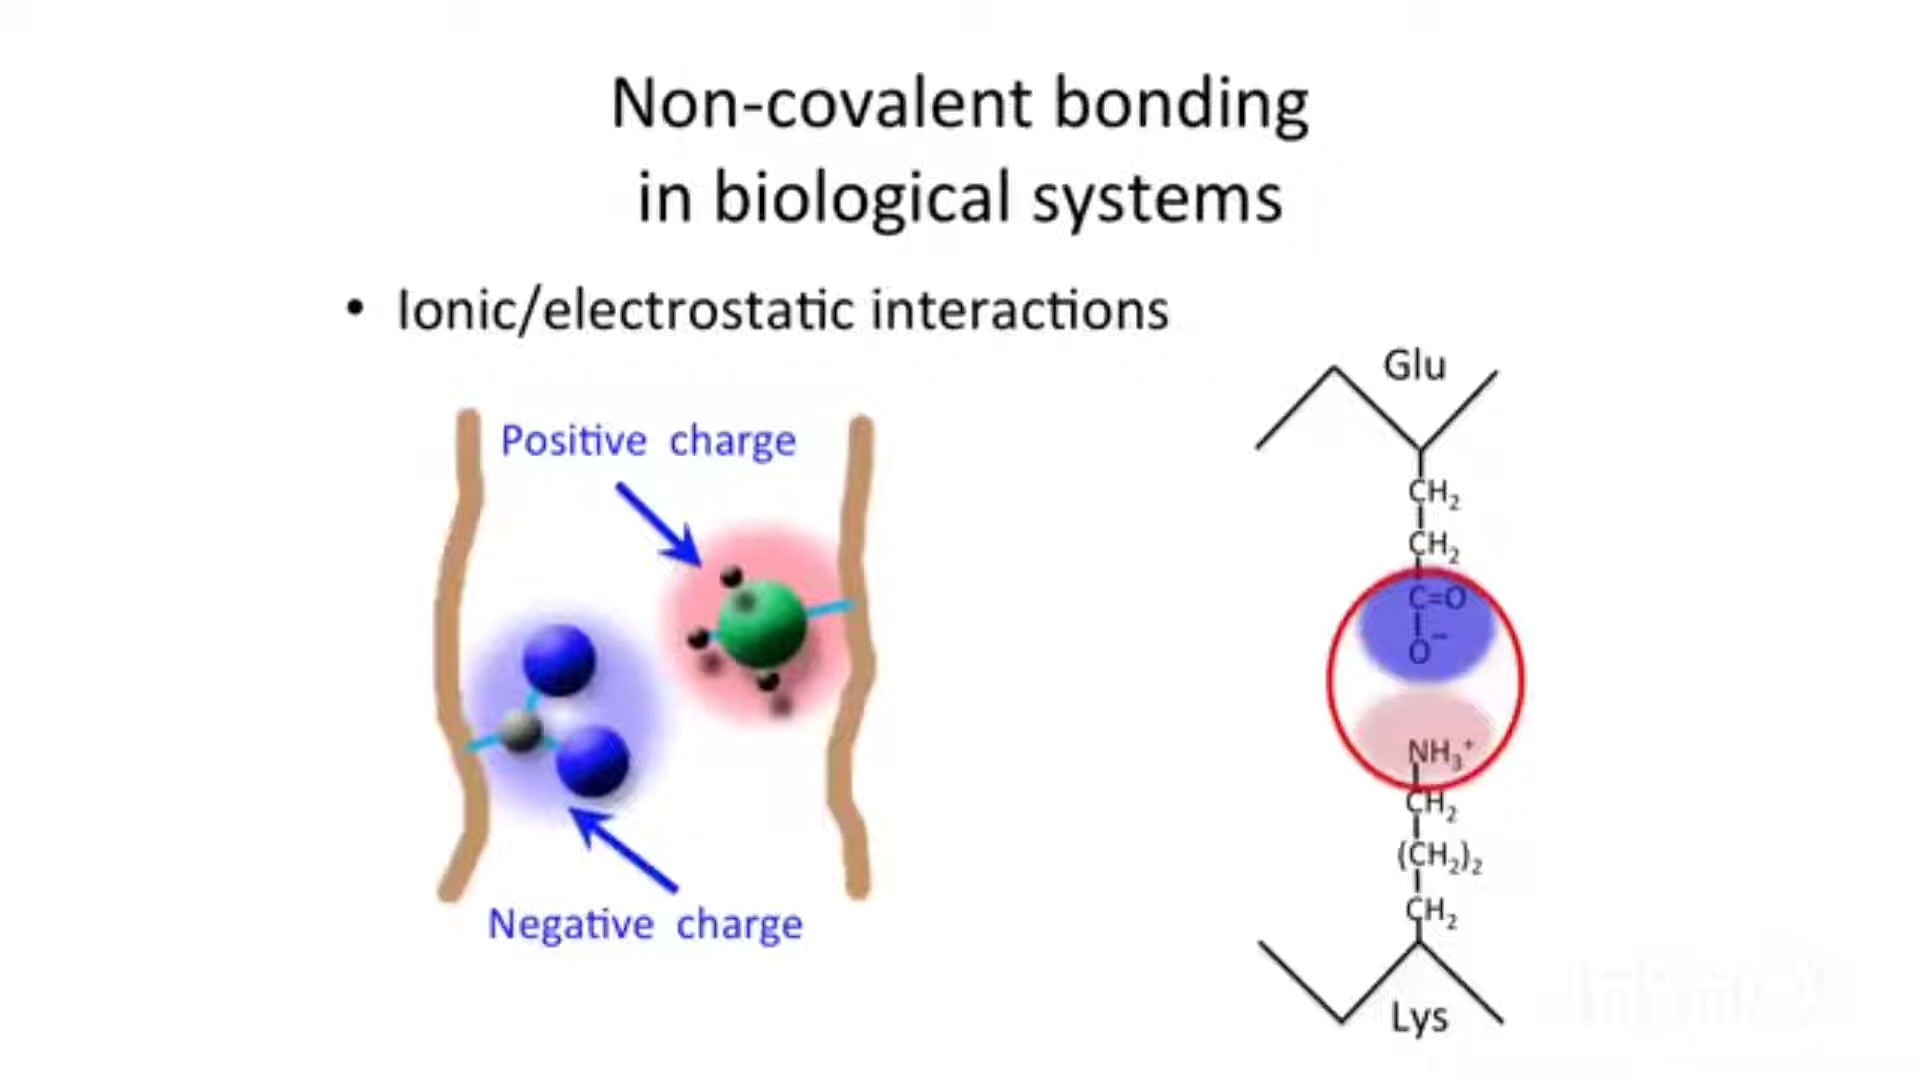 Non-covalent bonding
in biological systems
• Ionic/electrostatic interactions
Positive charge
Negative charge
Glu
CH₂
CH₂
C=O
O⁻
NH₃⁺
CH₂
(CH₂)₂
CH₂
Lys